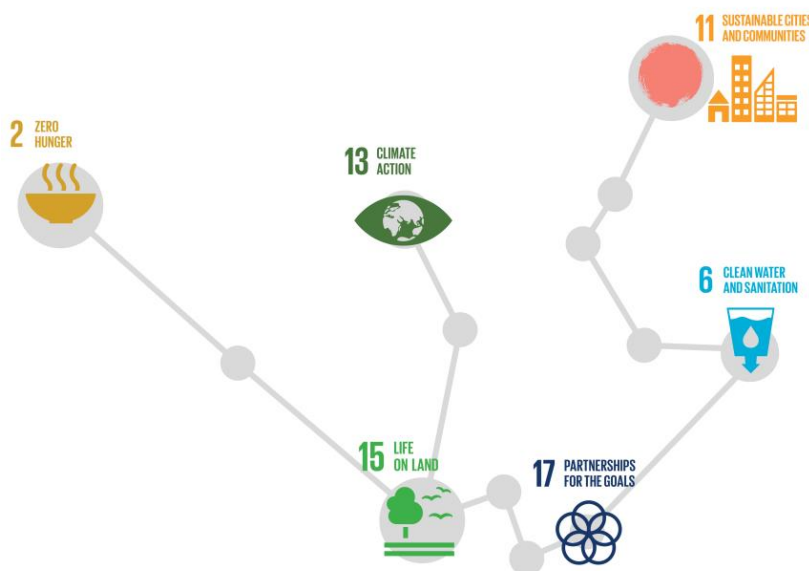 11 SUSTAINABLE CITIES
AND COMMUNITIES
2 ZERO
HUNGER
13 CLIMATE
ACTION
6 CLEAN WATER
AND SANITATION
15 LIFE
ON LAND
17 PARTNERSHIPS
FOR THE GOALS